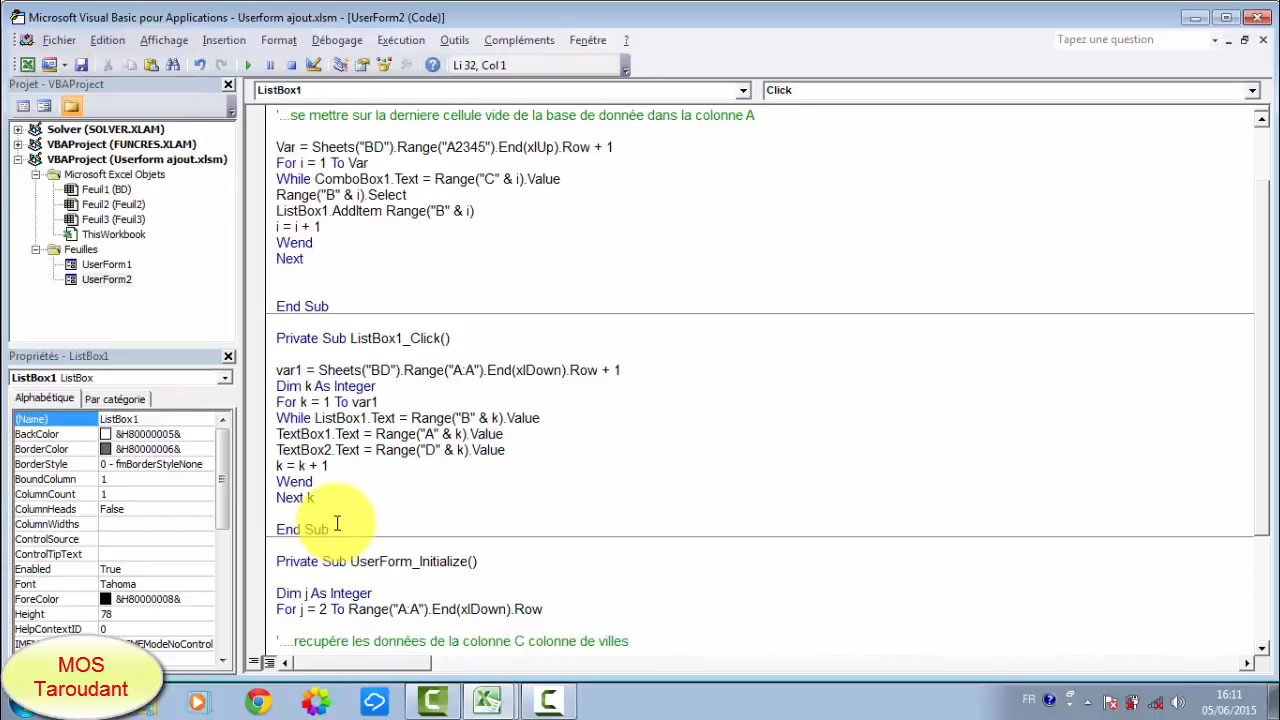 Microsoft Visual Basic pour Applications - Userform ajout.xlsm - [UserForm2 (Code)]
Fichier Edition Affichage Insertion Format Débogage Exécution Outils Compléments Fenêtre ? Tapez une question
Li 32, Col 1
Projet - VBAProject
ListBox1 Click
Solver (SOLVER.XLAM)
VBAProject (FUNCRES.XLAM)
VBAProject (Userform ajout.xlsm)
Microsoft Excel Objets
Feuil1 (BD)
Feuil2 (Feuil2)
Feuil3 (Feuil3)
ThisWorkbook
Feuilles
UserForm1
UserForm2
Propriétés - ListBox1
ListBox1 ListBox
Alphabétique Par catégorie
(Name) ListBox1
BackColor &H80000005&
BorderColor &H80000006&
BorderStyle 0 - fmBorderStyleNone
BoundColumn 1
ColumnCount 1
ColumnHeads False
ColumnWidths
ControlSource
ControlTipText
Enabled True
Font Tahoma
ForeColor &H80000008&
Height 78
HelpContextID 0
'...se mettre sur la derniere cellule vide de la base de donnée dans la colonne A
Var = Sheets("BD").Range("A2345").End(xlUp).Row + 1
For i = 1 To Var
While ComboBox1.Text = Range("C" & i).Value
Range("B" & i).Select
ListBox1.AddItem Range("B" & i)
i = i + 1
Wend
Next
End Sub
Private Sub ListBox1_Click()
var1 = Sheets("BD").Range("A:A").End(xlDown).Row + 1
Dim k As Integer
For k = 1 To var1
While ListBox1.Text = Range("B" & k).Value
TextBox1.Text = Range("A" & k).Value
TextBox2.Text = Range("D" & k).Value
k = k + 1
Wend
Next k
End Sub
Private Sub UserForm_Initialize()
Dim j As Integer
For j = 2 To Range("A:A").End(xlDown).Row
'....recupére les données de la colonne C colonne de villes
MOS
Taroudant
FR
16:11
05/06/2015